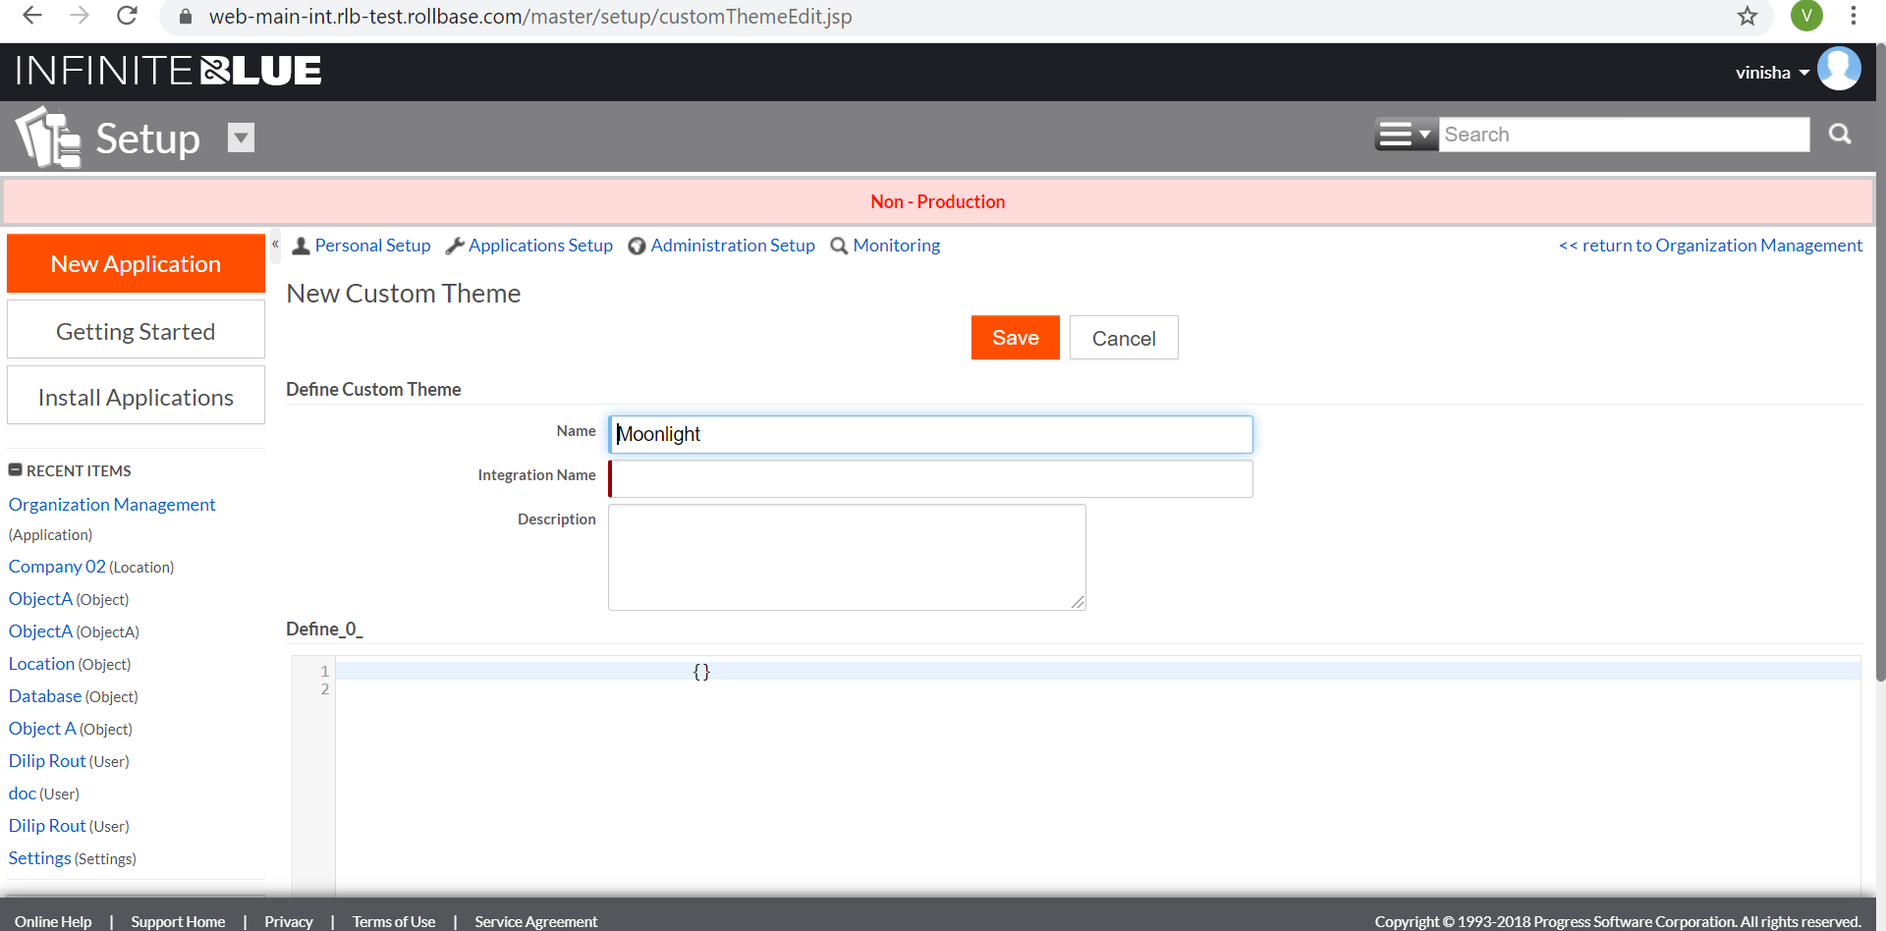 web-main-int.rlb-test.rollbase.com/master/setup/customThemeEdit.jsp
V
INFINITE BLUE
vinisha
Setup
Search
Non - Production
New Application
Getting Started
Install Applications
RECENT ITEMS
Organization Management
(Application)
Company 02 (Location)
ObjectA (Object)
ObjectA (ObjectA)
Location (Object)
Database (Object)
Object A (Object)
Dilip Rout (User)
doc (User)
Dilip Rout (User)
Settings (Settings)
«
Personal Setup Applications Setup Administration Setup Monitoring
<< return to Organization Management
New Custom Theme
Save Cancel
Define Custom Theme
Name Moonlight
Integration Name
Description
Define_0_
1 {}
2
Online Help | Support Home | Privacy | Terms of Use | Service Agreement
Copyright © 1993-2018 Progress Software Corporation. All rights reserved.